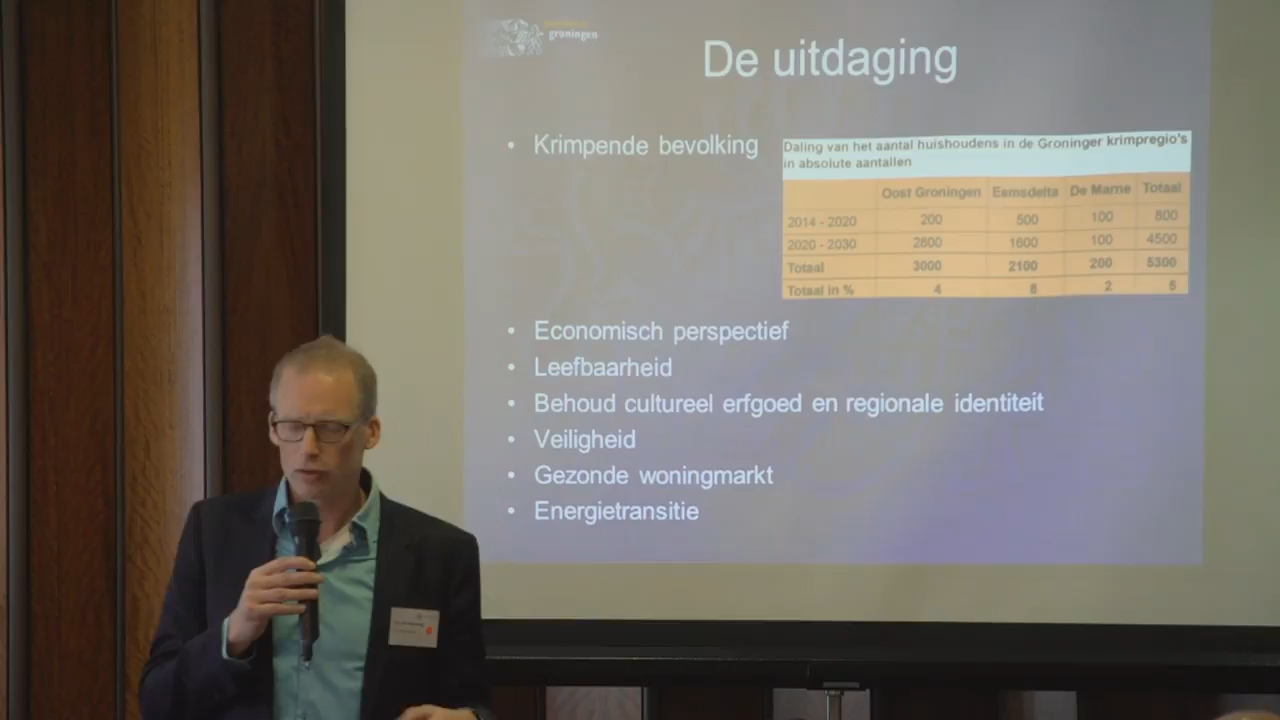 groningen
De uitdaging
• Krimpende bevolking
Daling van het aantal huishoudens in de Groninger krimpregio's
in absolute aantallen
Oost Groningen Eemsdelta De Marne Totaal
2014 - 2020 200 500 100 800
2020 - 2030 2800 1600 100 4500
Totaal 3000 2100 200 5300
Totaal in % 4 8 2 5
• Economisch perspectief
• Leefbaarheid
• Behoud cultureel erfgoed en regionale identiteit
• Veiligheid
• Gezonde woningmarkt
• Energietransitie